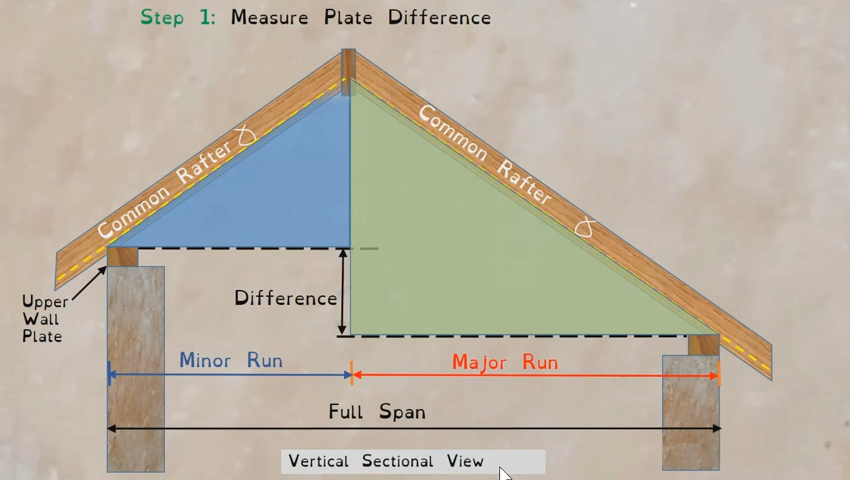 Step 1: Measure Plate Difference
Common Rafter
Common Rafter
Upper
Wall
Plate
Difference
Minor Run
Major Run
Full Span
Vertical Sectional View